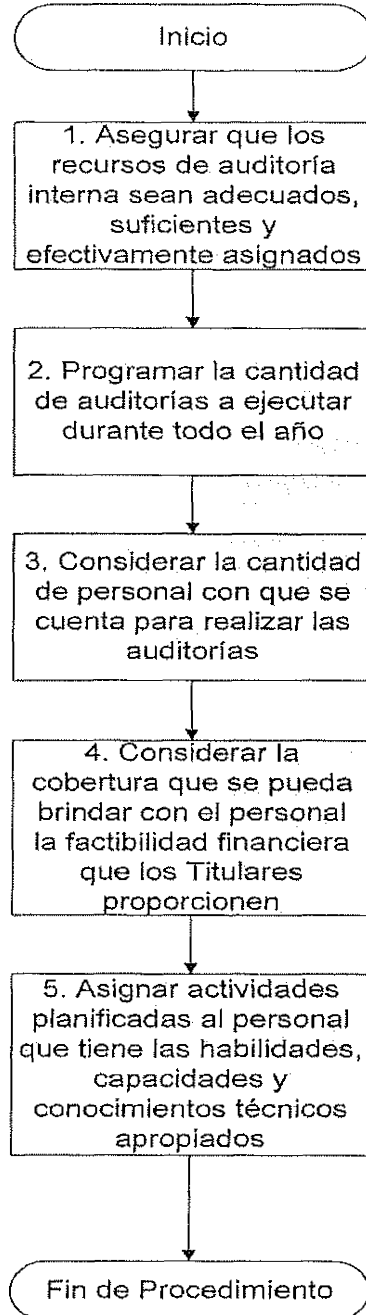 Inicio
1. Asegurar que los
recursos de auditoría
interna sean adecuados,
suficientes y
efectivamente asignados
2. Programar la cantidad
de auditorías a ejecutar
durante todo el año
3. Considerar la cantidad
de personal con que se
cuenta para realizar las
auditorías
4. Considerar la
cobertura que se pueda
brindar con el personal
la factibilidad financiera
que los Titulares
proporcionen
5. Asignar actividades
planificadas al personal
que tiene las habilidades,
capacidades y
conocimientos técnicos
apropiados
Fin de Procedimiento